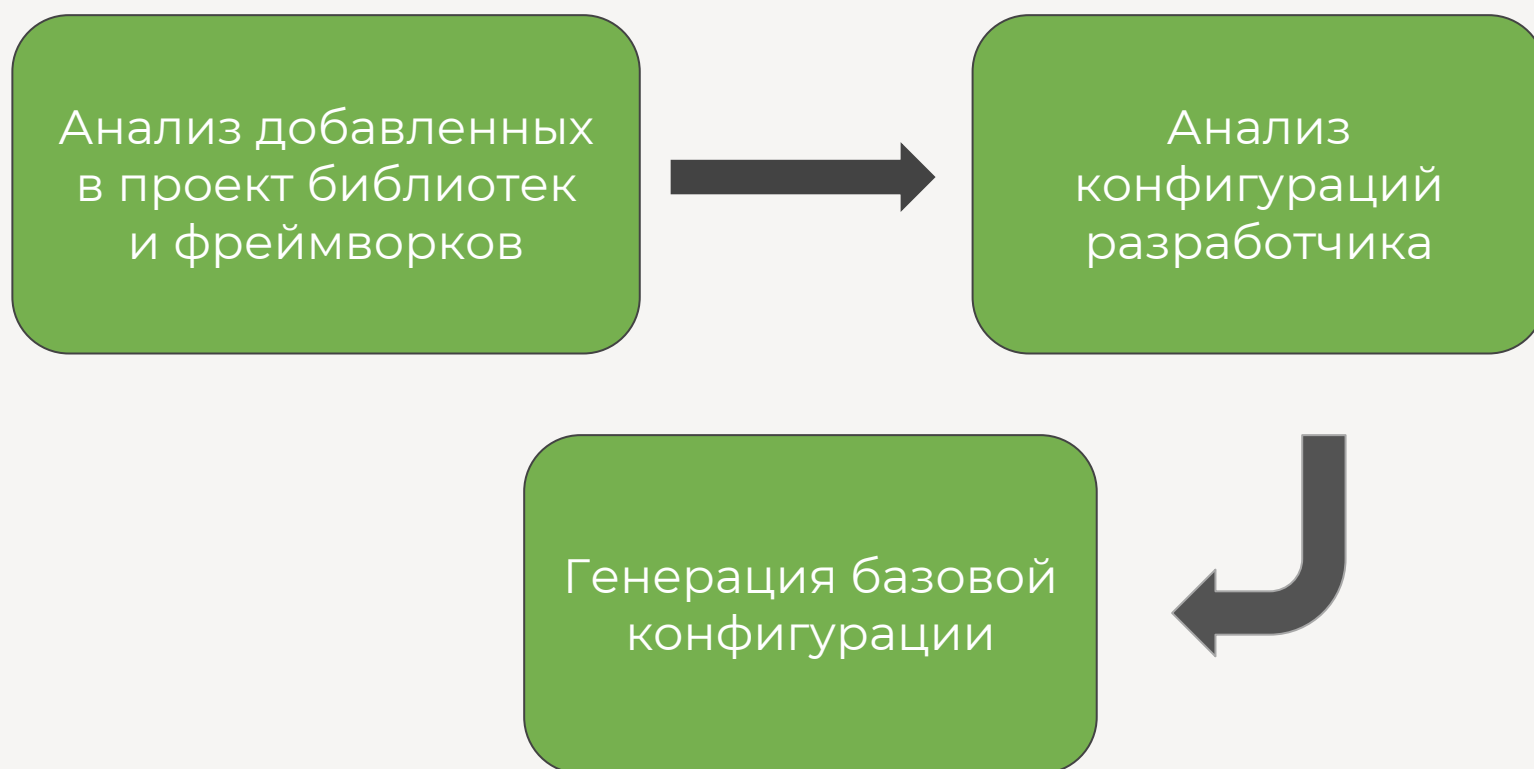 Анализ добавленных
в проект библиотек
и фреймворков
Анализ
конфигураций
разработчика
Генерация базовой
конфигурации